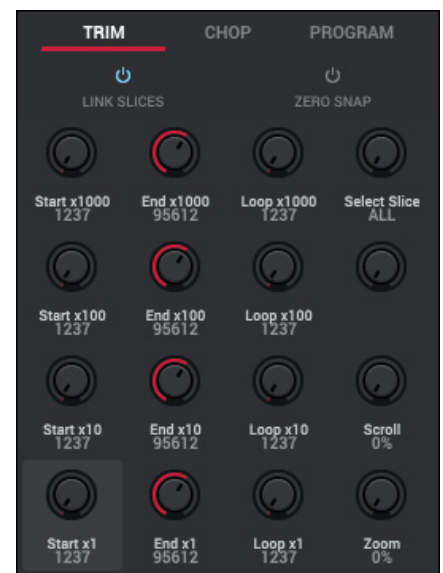 TRIM CHOP PROGRAM
LINK SLICES ZERO SNAP
Start x1000 End x1000 Loop x1000 Select Slice
1237 95612 1237 ALL
Start x100 End x100 Loop x100
1237 95612 1237
Start x10 End x10 Loop x10 Scroll
1237 95612 1237 0%
Start x1 End x1 Loop x1 Zoom
1237 95612 1237 0%